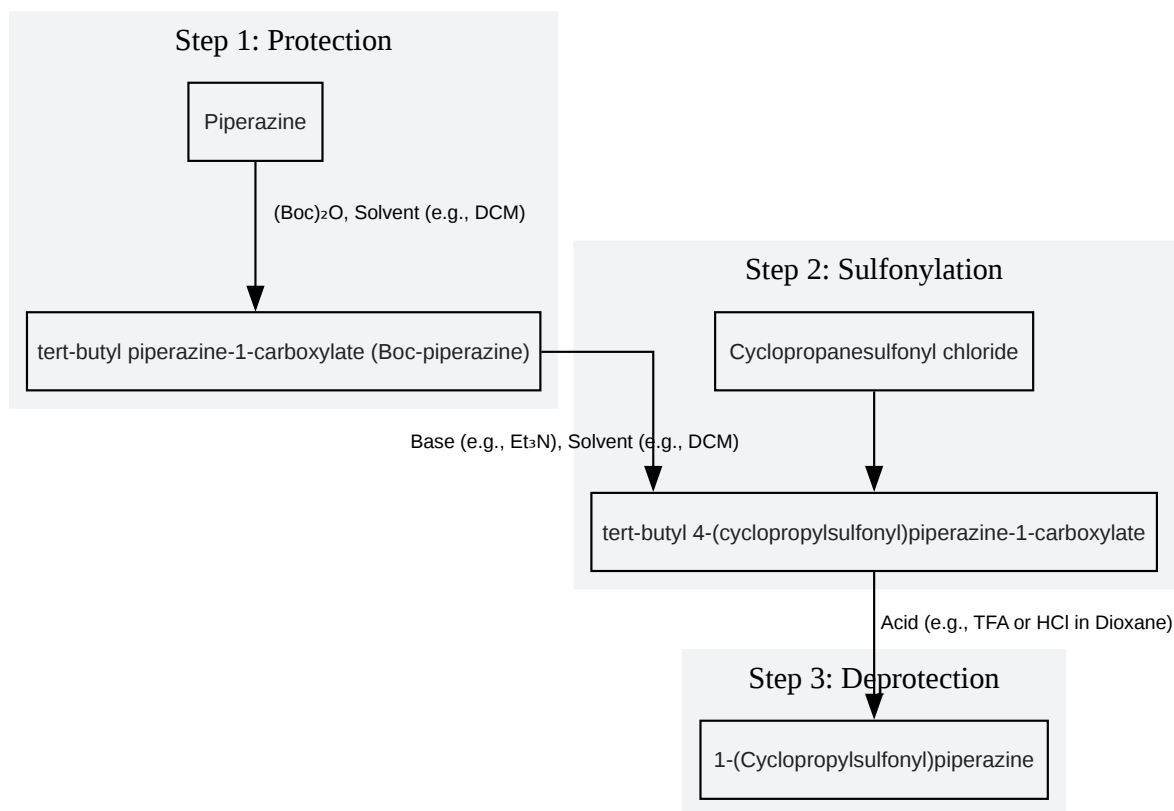 Step 1: Protection
Piperazine
(Boc)₂O, Solvent (e.g., DCM)
tert-butyl piperazine-1-carboxylate (Boc-piperazine)
Step 2: Sulfonylation
Cyclopropanesulfonyl chloride
Base (e.g., Et₃N), Solvent (e.g., DCM)
tert-butyl 4-(cyclopropylsulfonyl)piperazine-1-carboxylate
Acid (e.g., TFA or HCl in Dioxane)
Step 3: Deprotection
1-(Cyclopropylsulfonyl)piperazine